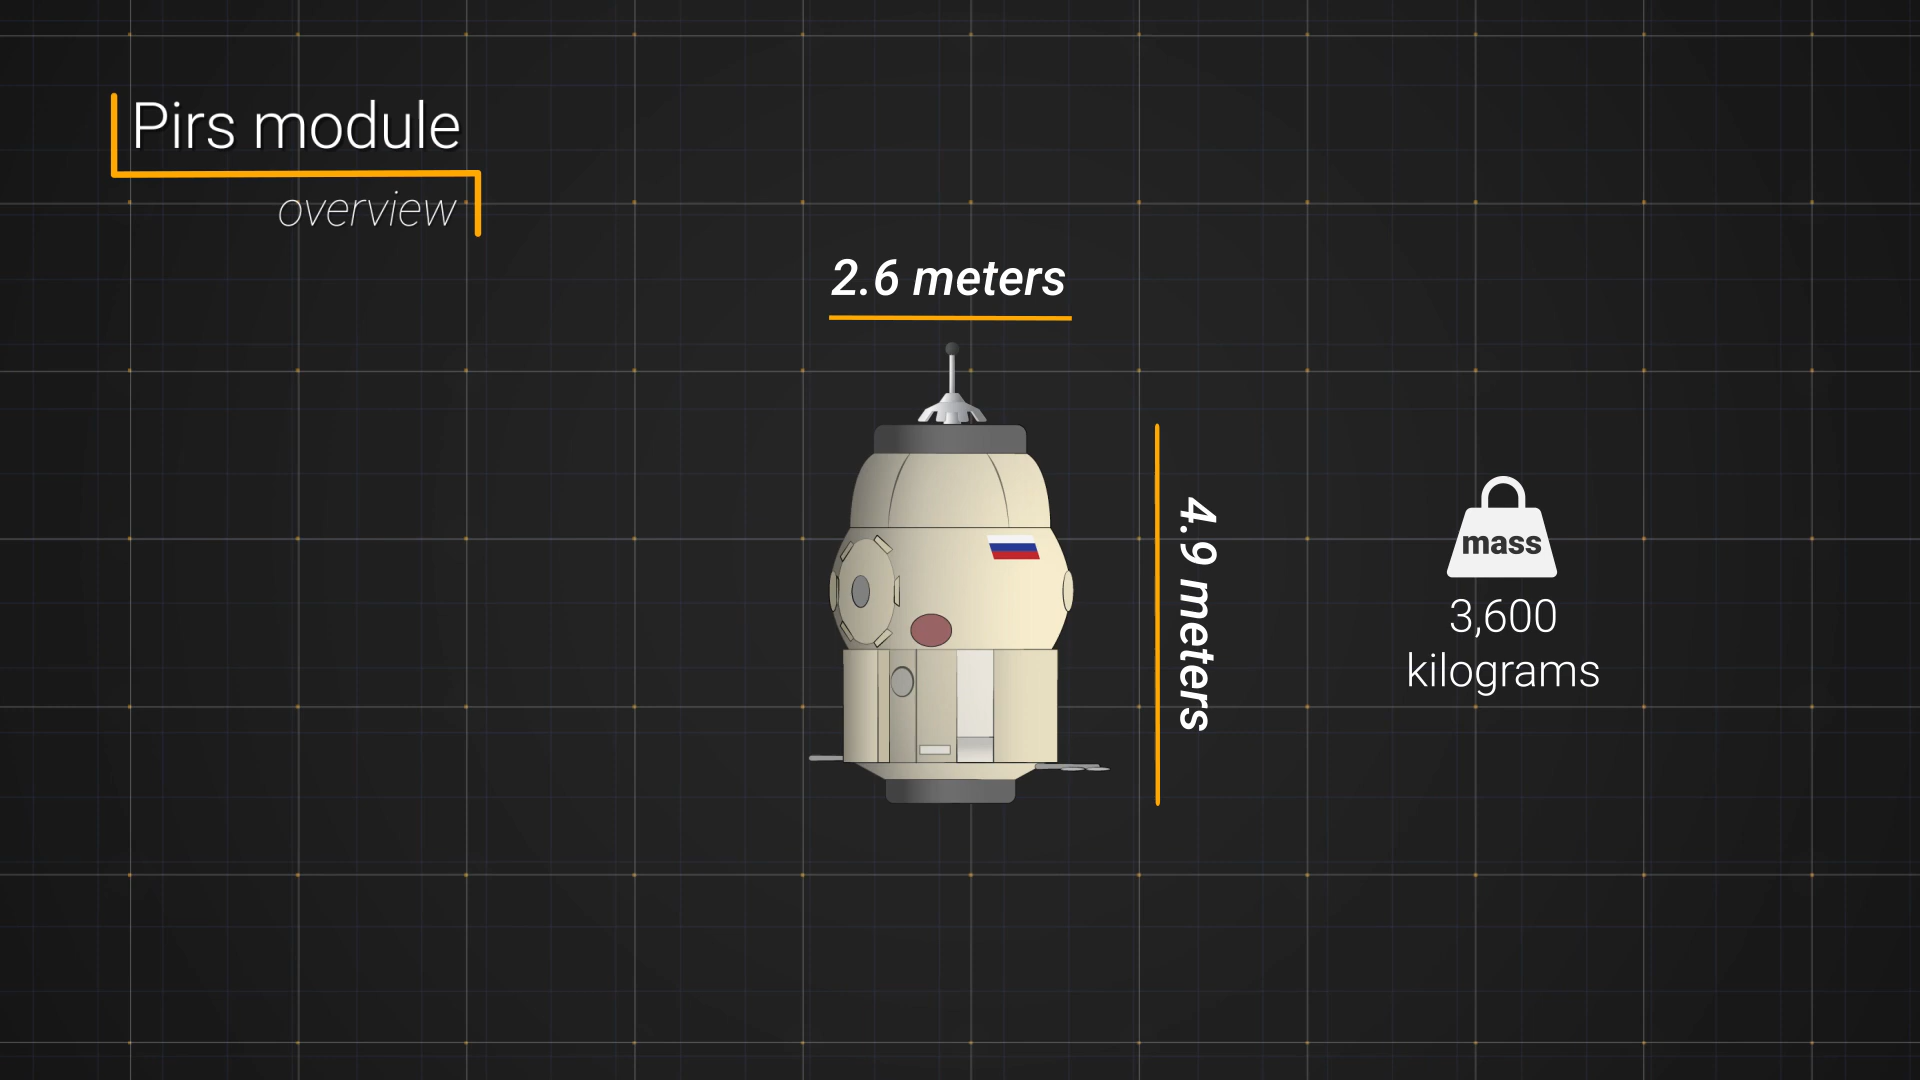 Pirs module
overview
2.6 meters
4.9 meters
mass
3,600
kilograms